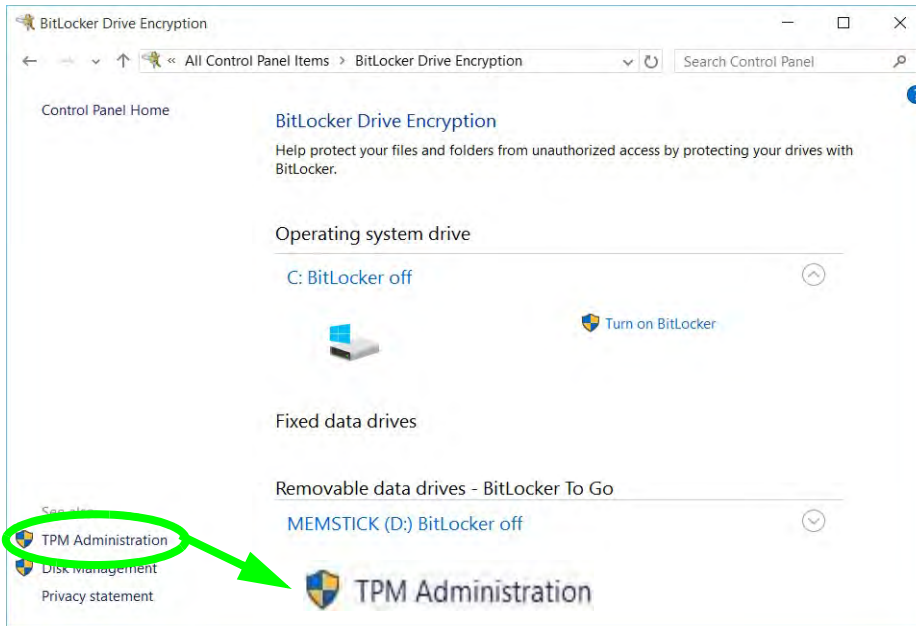 BitLocker Drive Encryption
« All Control Panel Items > BitLocker Drive Encryption
Search Control Panel
Control Panel Home
BitLocker Drive Encryption
Help protect your files and folders from unauthorized access by protecting your drives with
BitLocker.
Operating system drive
C: BitLocker off
Turn on BitLocker
Fixed data drives
Removable data drives - BitLocker To Go
MEMSTICK (D:) BitLocker off
See also
TPM Administration
Disk Management
Privacy statement
TPM Administration